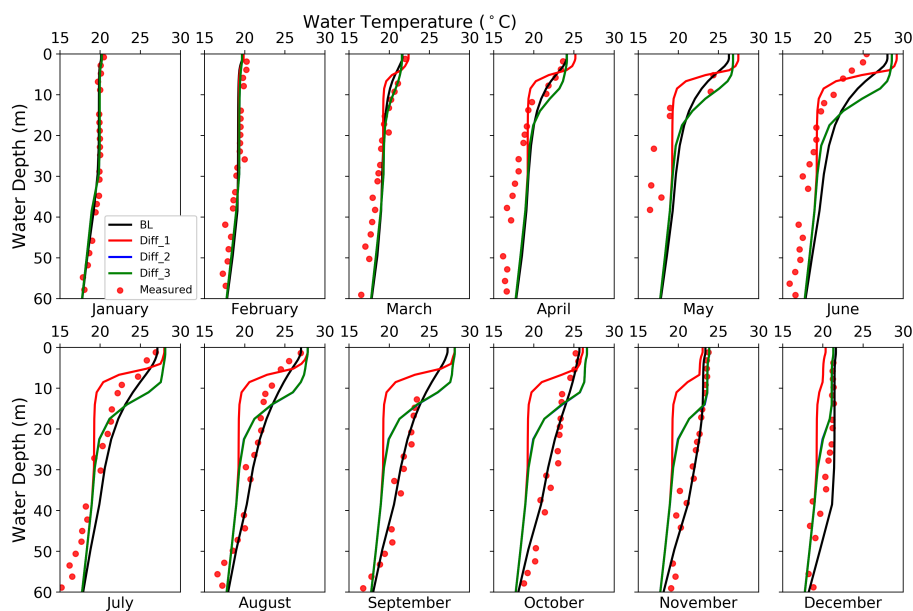 Water Temperature (°C)
15 20 25 30 15 20 25 30 15 20 25 30 15 20 25 30 15 20 25 30 15 20 25 30
0
10
20
30
40
50
60
Water Depth (m)
BL
Diff_1
Diff_2
Diff_3
Measured
January February March April May June
15 20 25 30 15 20 25 30 15 20 25 30 15 20 25 30 15 20 25 30 15 20 25 30
0
10
20
30
40
50
60
Water Depth (m)
July August September October November December